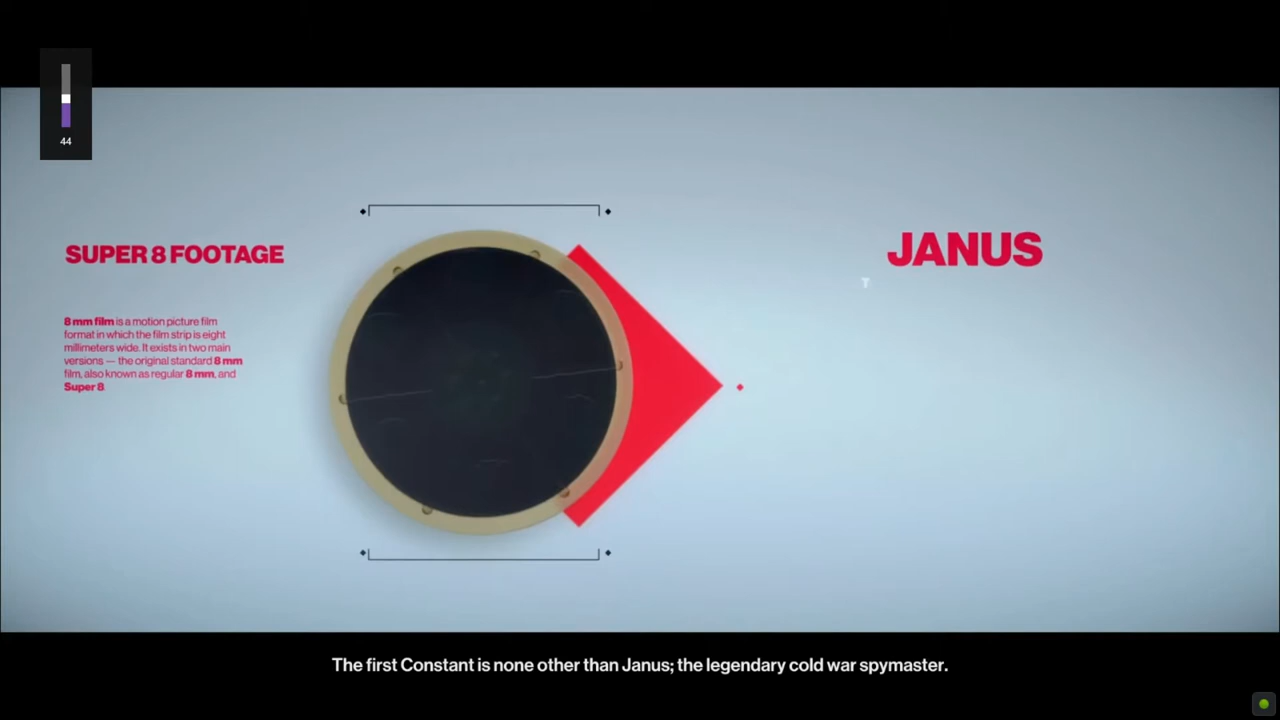 44
SUPER 8 FOOTAGE
8 mm film is a motion picture film
format in which the film strip is eight
millimeters wide. It exists in two main
versions — the original standard 8 mm
film, also known as regular 8 mm, and
Super 8.
JANUS
T
The first Constant is none other than Janus; the legendary cold war spymaster.